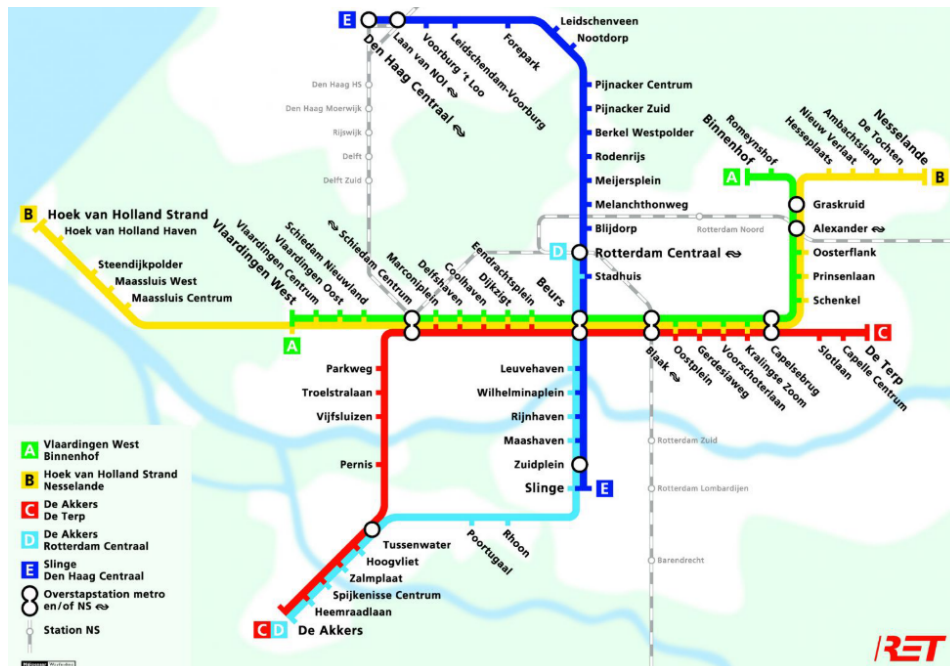 E
Den Haag Centraal
Laan van NOI
Voorburg 't Loo
Leidschendam-Voorburg
Forepark
Leidschenveen
Nootdorp
Pijnacker Centrum
Pijnacker Zuid
Berkel Westpolder
Rodenrijs
Meijersplein
Melanchthonweg
Blijdorp
D
Rotterdam Centraal
Stadhuis
Den Haag HS
Den Haag Moerwijk
Rijswijk
Delft
Delft Zuid
Rotterdam Noord
A
Binnenhof
Romeynshof
Hesseplaats
Nieuw Verlaat
Ambachtsland
De Tochten
Nesselande
B
Graskruid
Alexander
Oosterflank
Prinsenlaan
Schenkel
B
Hoek van Holland Strand
Hoek van Holland Haven
Steendijkpolder
Maassluis West
Maassluis Centrum
Vlaardingen West
Vlaardingen Centrum
Vlaardingen Oost
Schiedam Nieuwland
Schiedam Centrum
Marconiplein
Delfshaven
Coolhaven
Dijkzigt
Eendrachtsplein
Beurs
A
Blaak
Oostplein
Gerdesiaweg
Voorschoterlaan
Kralingse Zoom
Capelsebrug
Slotlaan
Capelle Centrum
De Terp
C
Parkweg
Troelstralaan
Vijfsluizen
Pernis
Leuvehaven
Wilhelminaplein
Rijnhaven
Maashaven
Zuidplein
Slinge
E
Rotterdam Zuid
Rotterdam Lombardijen
Barendrecht
Tussenwater
Hoogvliet
Zalmplaat
Spijkenisse Centrum
Heemraadlaan
C D
De Akkers
Poortugaal
Rhoon
A
Vlaardingen West
Binnenhof
B
Hoek van Holland Strand
Nesselande
C
De Akkers
De Terp
D
De Akkers
Rotterdam Centraal
E
Slinge
Den Haag Centraal
Overstapstation metro
en/of NS
Station NS
RET